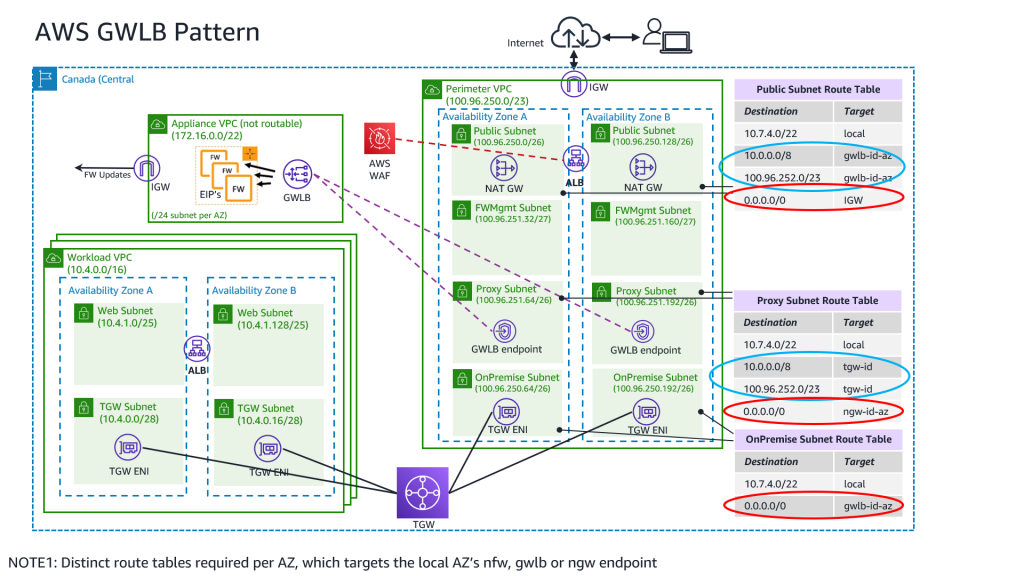 AWS GWLB Pattern
Internet
Canada (Central
IGW
Appliance VPC (not routable)
(172.16.0.0/22)
FW
FW
FW
EIP's
GWLB
(/24 subnet per AZ)
FW Updates
IGW
AWS
WAF
Workload VPC
(10.4.0.0/16)
Availability Zone A
Web Subnet
(10.4.1.0/25)
TGW Subnet
(10.4.0.0/28)
TGW ENI
ALB
Availability Zone B
Web Subnet
(10.4.1.128/25)
TGW Subnet
(10.4.0.16/28)
TGW ENI
TGW
Perimeter VPC
(100.96.250.0/23)
Availability Zone A
Public Subnet
(100.96.250.0/26)
NAT GW
FWMgmt Subnet
(100.96.251.32/27)
Proxy Subnet
(100.96.251.64/26)
GWLB endpoint
OnPremise Subnet
(100.96.250.64/26)
TGW ENI
ALB
Availability Zone B
Public Subnet
(100.96.250.128/26)
NAT GW
FWMgmt Subnet
(100.96.251.160/27)
Proxy Subnet
(100.96.251.192/26)
GWLB endpoint
OnPremise Subnet
(100.96.250.192/26)
TGW ENI
Public Subnet Route Table
Destination Target
10.7.4.0/22 local
10.0.0.0/8 gwlb-id-az
100.96.252.0/23 gwlb-id-az
0.0.0.0/0 IGW
Proxy Subnet Route Table
Destination Target
10.7.4.0/22 local
10.0.0.0/8 tgw-id
100.96.252.0/23 tgw-id
0.0.0.0/0 ngw-id-az
OnPremise Subnet Route Table
Destination Target
10.7.4.0/22 local
0.0.0.0/0 gwlb-id-az
NOTE1: Distinct route tables required per AZ, which targets the local AZ's nfw, gwlb or ngw endpoint